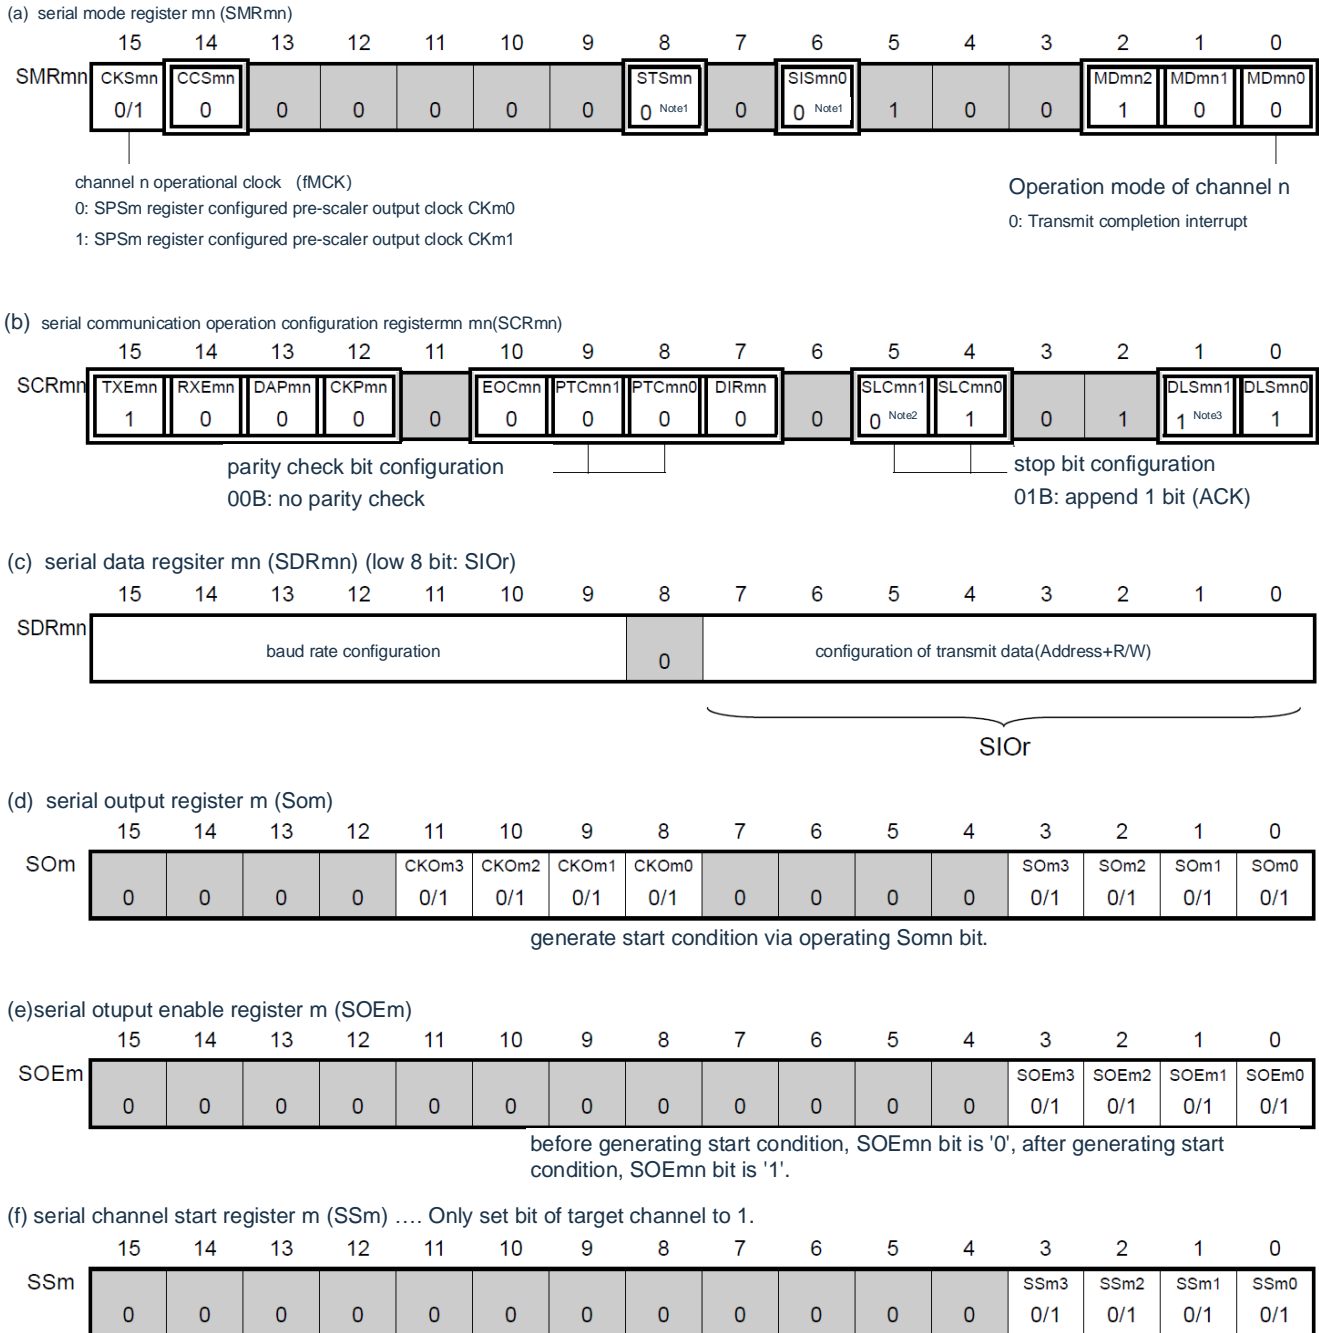 (a) serial mode register mn (SMRmn)
15 14 13 12 11 10 9 8 7 6 5 4 3 2 1 0
SMRmn CKSmn CCSmn STSmn SISmn0 MDmn2 MDmn1 MDmn0
0/1 0 0 0 0 0 0 0 Note1 0 0 Note1 1 0 0 1 0 0
channel n operational clock (fMCK)
0: SPSm register configured pre-scaler output clock CKm0
1: SPSm register configured pre-scaler output clock CKm1
Operation mode of channel n
0: Transmit completion interrupt
(b) serial communication operation configuration registermn mn(SCRmn)
15 14 13 12 11 10 9 8 7 6 5 4 3 2 1 0
SCRmn TXEmn RXEmn DAPmn CKPmn EOCmn PTCmn1 PTCmn0 DIRmn SLCmn1 SLCmn0 DLSmn1 DLSmn0
1 0 0 0 0 0 0 0 0 0 0 Note2 1 0 1 1 Note3 1
parity check bit configuration
00B: no parity check
stop bit configuration
01B: append 1 bit (ACK)
(c) serial data regsiter mn (SDRmn) (low 8 bit: SIOr)
15 14 13 12 11 10 9 8 7 6 5 4 3 2 1 0
SDRmn
baud rate configuration 0 configuration of transmit data(Address+R/W)
SIOr
(d) serial output register m (Som)
15 14 13 12 11 10 9 8 7 6 5 4 3 2 1 0
SOm CKOm3 CKOm2 CKOm1 CKOm0 SOm3 SOm2 SOm1 SOm0
0 0 0 0 0/1 0/1 0/1 0/1 0 0 0 0 0/1 0/1 0/1 0/1
generate start condition via operating Somn bit.
(e)serial otuput enable register m (SOEm)
15 14 13 12 11 10 9 8 7 6 5 4 3 2 1 0
SOEm SOEm3 SOEm2 SOEm1 SOEm0
0 0 0 0 0 0 0 0 0 0 0 0 0/1 0/1 0/1 0/1
before generating start condition, SOEmn bit is '0', after generating start
condition, SOEmn bit is '1'.
(f) serial channel start register m (SSm) .... Only set bit of target channel to 1.
15 14 13 12 11 10 9 8 7 6 5 4 3 2 1 0
SSm SSm3 SSm2 SSm1 SSm0
0 0 0 0 0 0 0 0 0 0 0 0 0/1 0/1 0/1 0/1